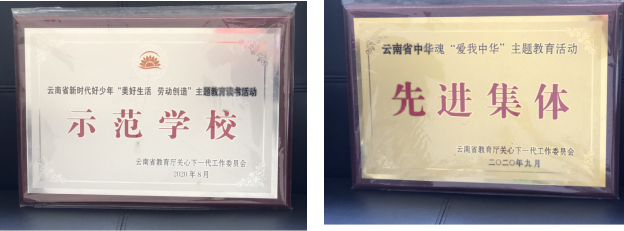 云南省新时代好少年“美好生活 劳动创造”主题教育读书活动
示范学校
云南省教育厅关心下一代工作委员会
2020年8月
云南省中华魂“爱我中华”主题教育活动
先进集体
云南省教育厅关心下一代工作委员会
二〇二〇年九月